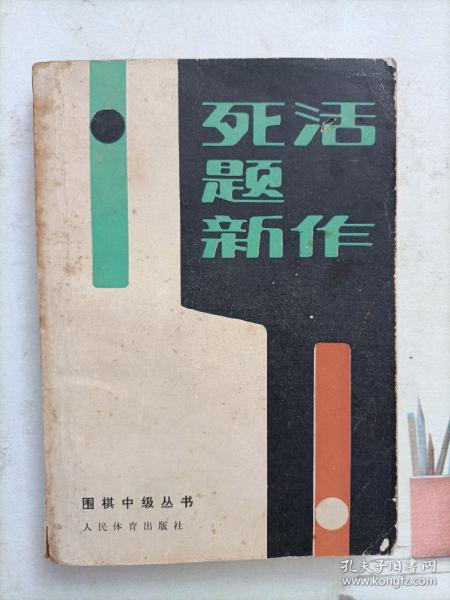 死活
题
新作
围棋中级丛书
人民体育出版社
孔夫子旧书网
www.kongfz.com